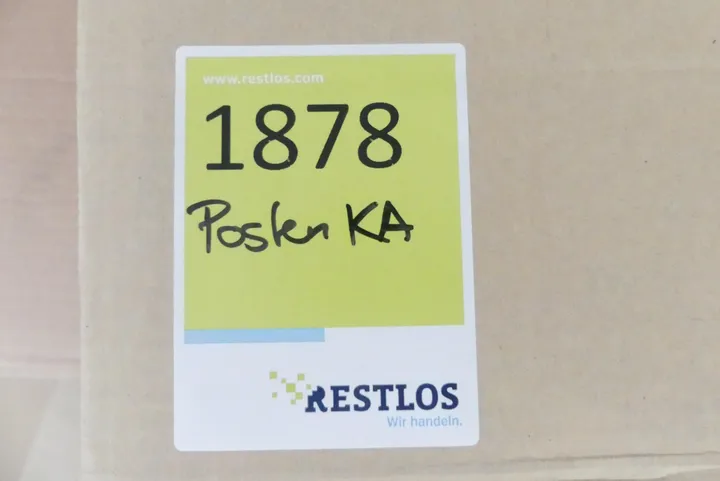 www.restlos.com
1878
Posten KA
RESTLOS
Wir handeln.